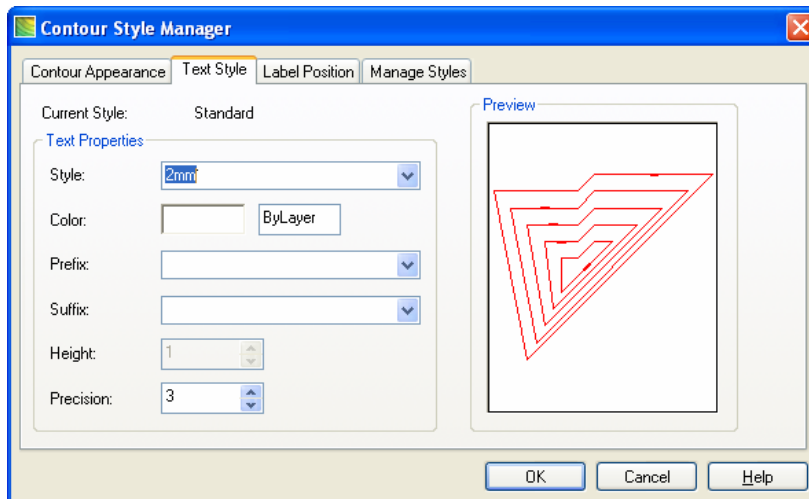 Contour Style Manager
Contour Appearance Text Style Label Position Manage Styles
Current Style: Standard
Text Properties
Style: 2mm
Color: ByLayer
Prefix:
Suffix:
Height: 1
Precision: 3
Preview
OK Cancel Help